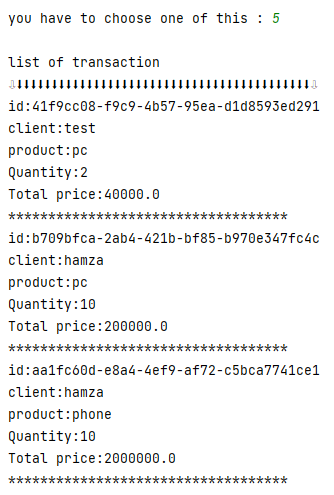 you have to choose one of this : 5
list of transaction
⇩⬇⬇⬇⬇⬇⬇⬇⬇⬇⬇⬇⬇⬇⬇⬇⬇⬇⬇⬇⬇⬇⬇⬇⬇⬇⬇⬇⬇⬇⬇⬇⬇⬇⬇⬇⬇⬇⬇⬇⬇⬇⬇⇩
id:41f9cc08-f9c9-4b57-95ea-d1d8593ed291
client:test
product:pc
Quantity:2
Total price:40000.0
***********************************
id:b709bfca-2ab4-421b-bf85-b970e347fc4c
client:hamza
product:pc
Quantity:10
Total price:200000.0
***********************************
id:aa1fc60d-e8a4-4ef9-af72-c5bca7741ce1
client:hamza
product:phone
Quantity:10
Total price:2000000.0
***********************************